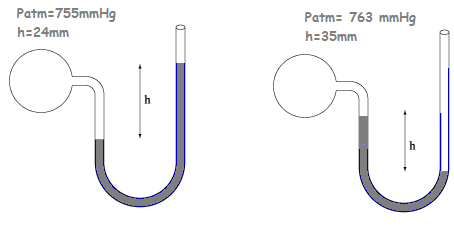 Patm=755mmHg
h=24mm
h
Patm= 763 mmHg
h=35mm
h